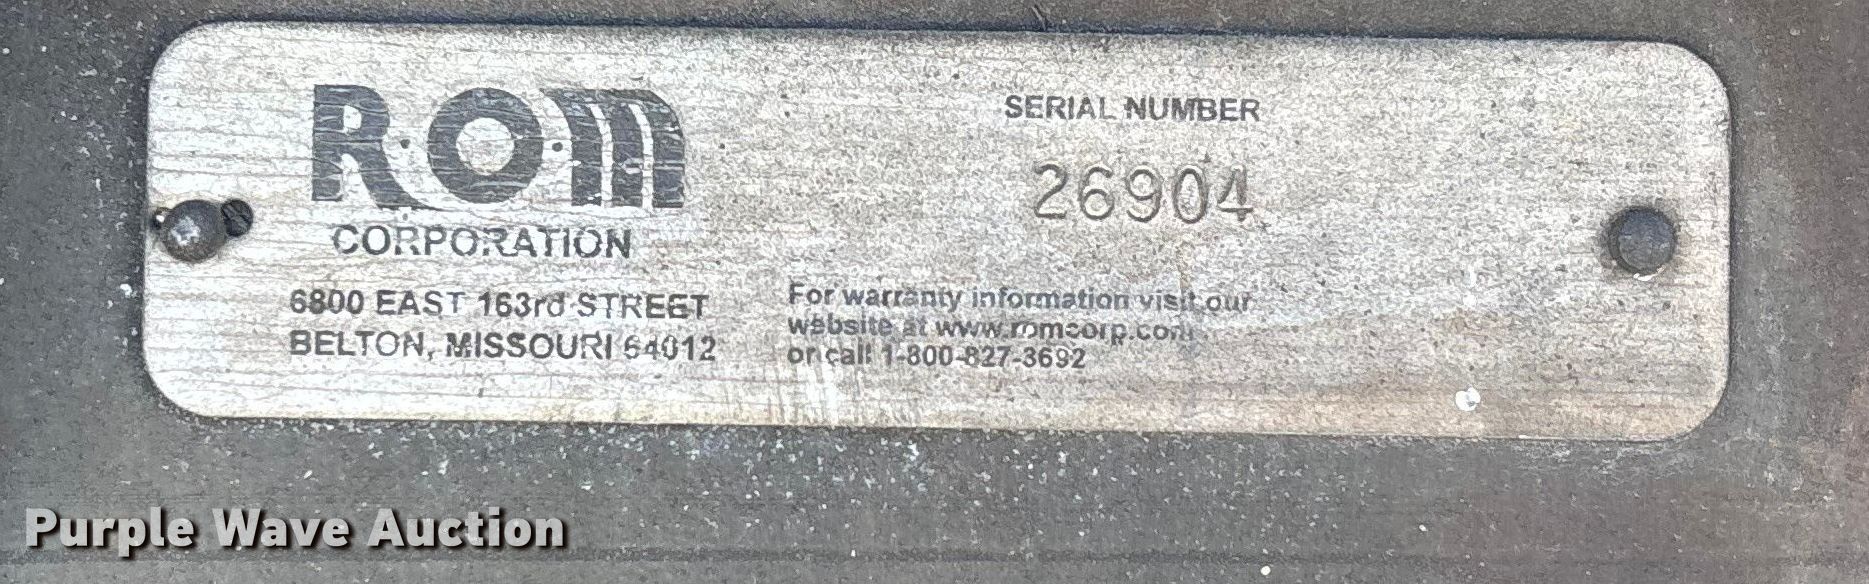 R·O·M
CORPORATION
6800 EAST 163rd STREET
BELTON, MISSOURI 64012
SERIAL NUMBER
26904
For warranty information visit our
website at www.romcorp.com
or call 1-800-827-3692
Purple Wave Auction